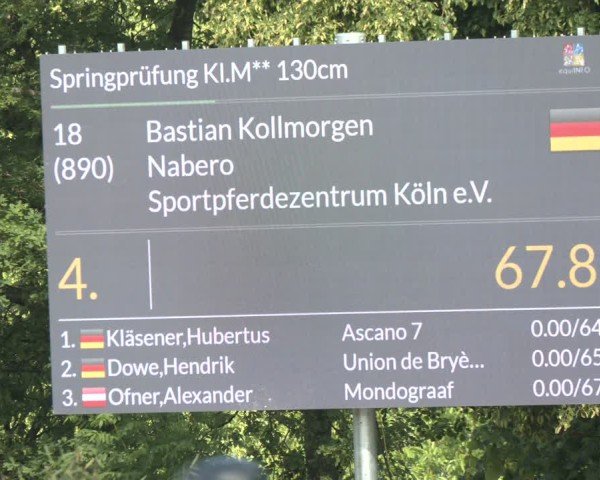 Springprüfung Kl.M** 130cm
equiNFO
18 Bastian Kollmorgen
(890) Nabero
Sportpferdezentrum Köln e.V.
4. 67.8
1. Kläsener,Hubertus Ascano 7 0.00/64
2. Dowe,Hendrik Union de Bryè... 0.00/65
3. Ofner,Alexander Mondograaf 0.00/67